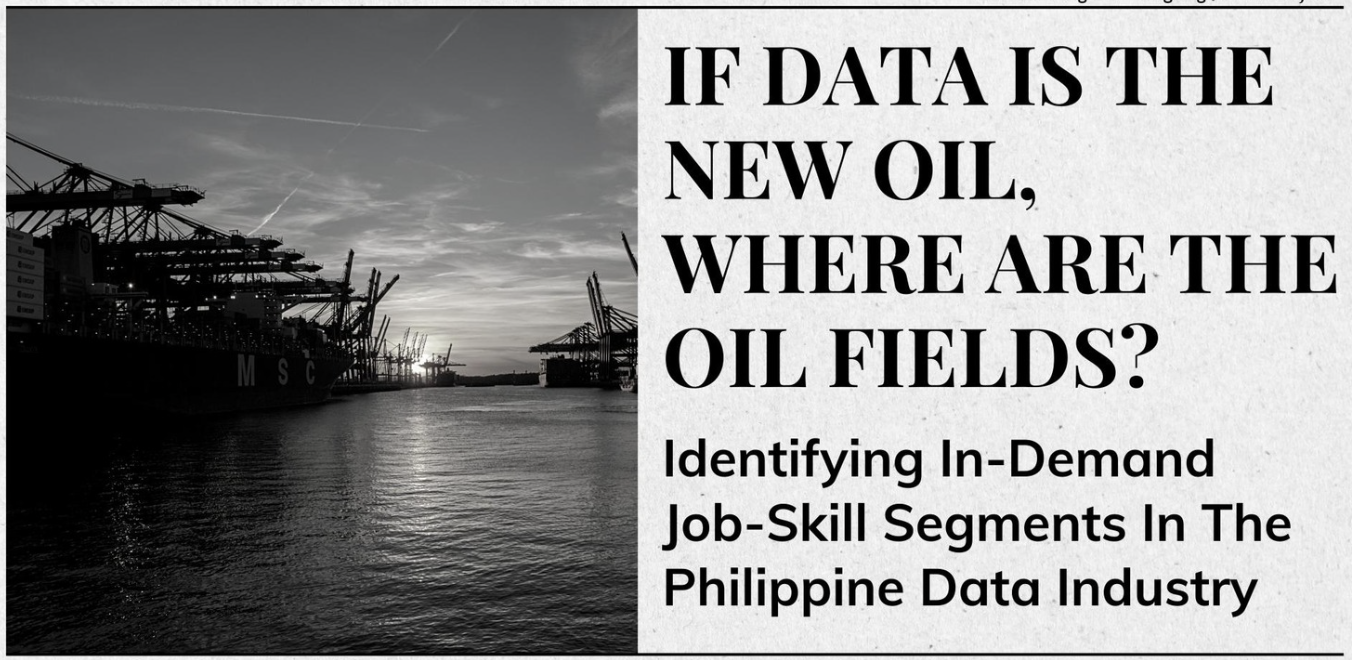 IF DATA IS THE
NEW OIL,
WHERE ARE THE
OIL FIELDS?
Identifying In-Demand
Job-Skill Segments In The
Philippine Data Industry
M S C